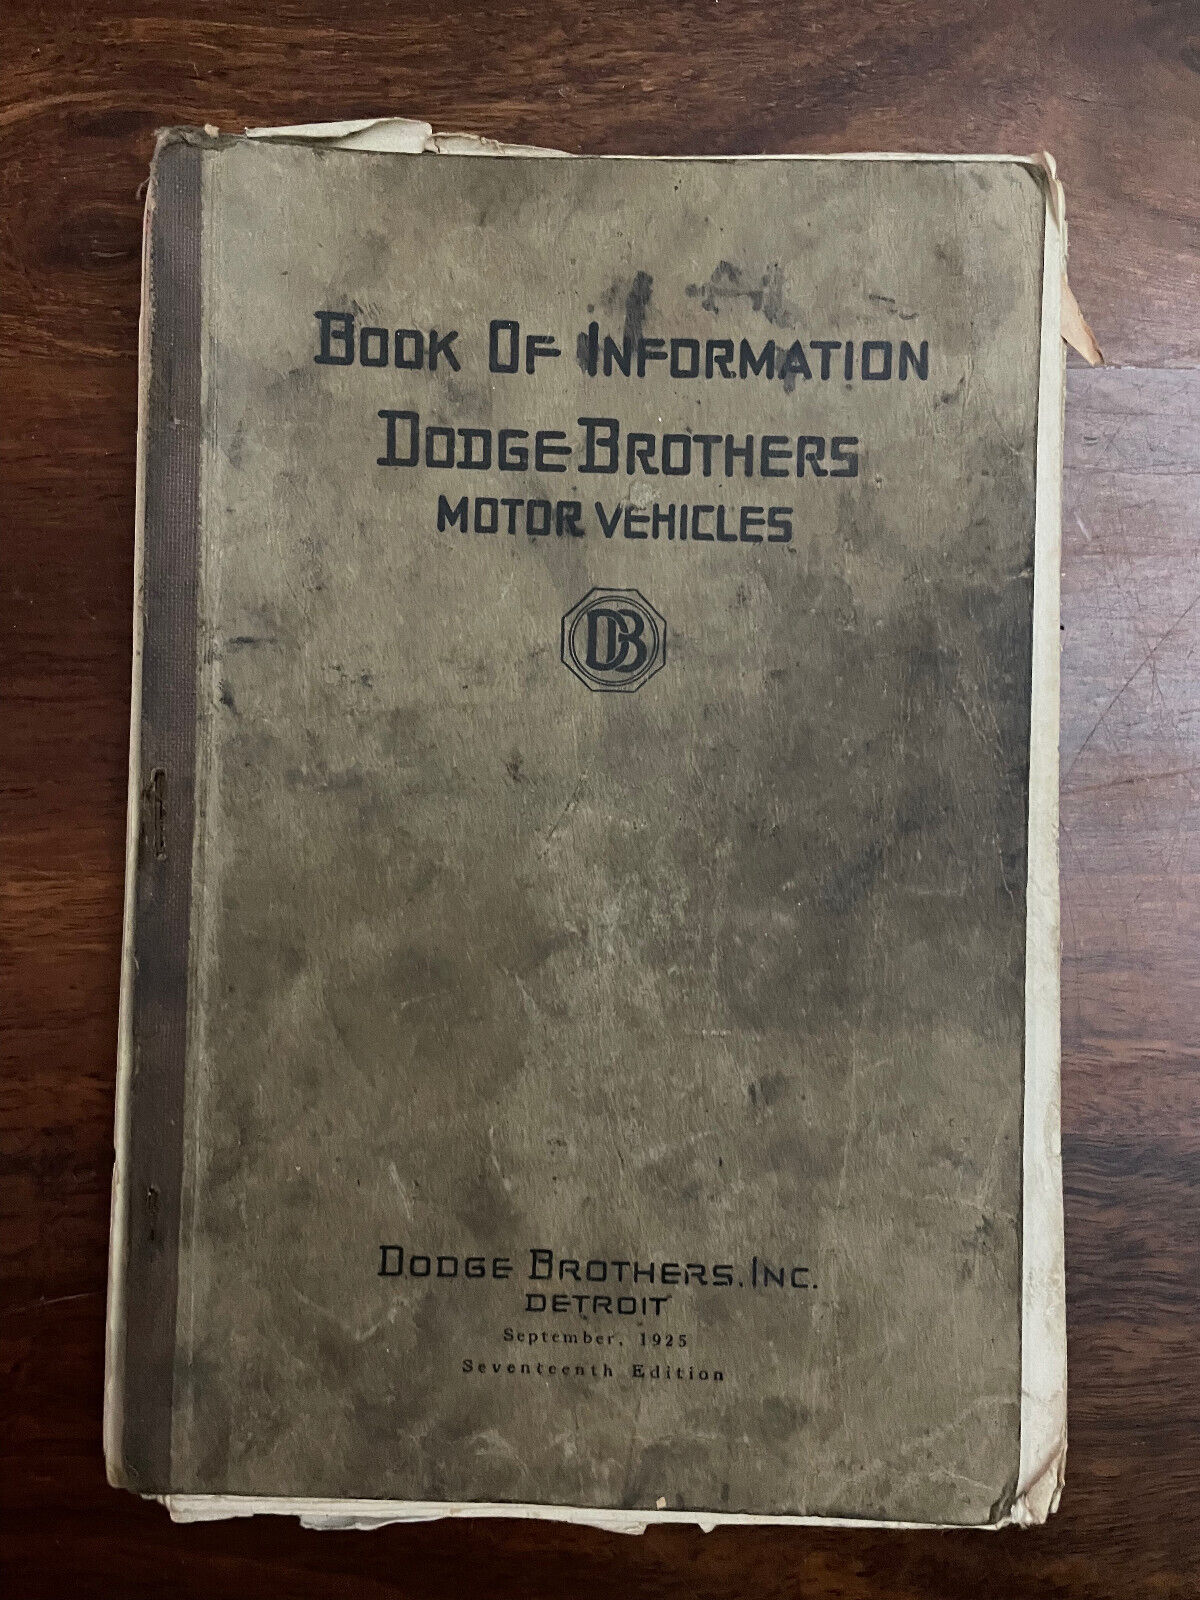 BOOK OF INFORMATION
DODGE BROTHERS
MOTOR VEHICLES
DB
DODGE BROTHERS, INC.
DETROIT
September, 1925
Seventeenth Edition